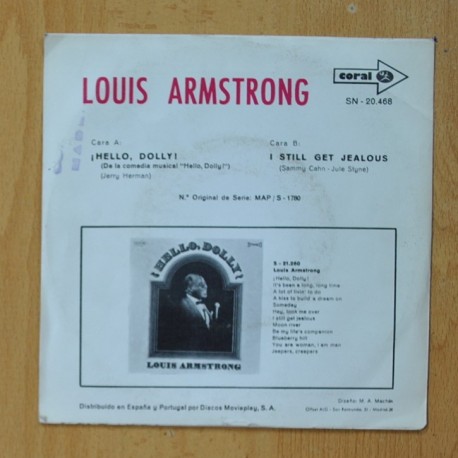 LOUIS ARMSTRONG
coral
SN - 20.468
Cara A:
¡HELLO, DOLLY!
(De la comedia musical "Hello, Dolly!")
(Jerry Herman)
Cara B:
I STILL GET JEALOUS
(Sammy Cahn - Jule Styne)
N.º Original de Serie: MAP / S - 1780
¡HELLO, DOLLY!
LOUIS ARMSTRONG
S - 21.280
Louis Armstrong
¡Hello, Dolly!
It's been a long, long time
A lot of livin' to do
A kiss to build a dream on
Someday
Hey, look me over
I still get jealous
Moon river
Be my life's companion
Blueberry hill
You are woman, I am man
Jeepers, creepers
Distribuido en España y Portugal por Discos Movieplay, S. A.
Diseño: W. A. Machák